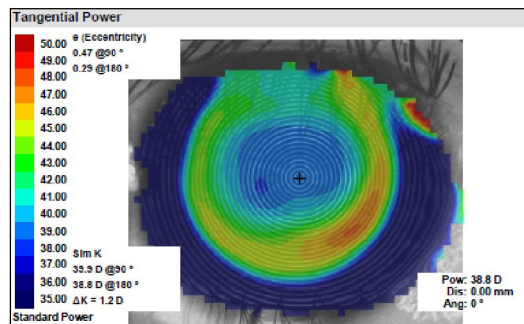 Tangential Power
50.00
49.00
48.00
47.00
46.00
45.00
44.00
43.00
42.00
41.00
40.00
39.00
38.00
37.00
36.00
35.00
Standard Power
e (Eccentricity)
0.47 @90 °
0.29 @180 °
Sim K
39.9 D @90 °
38.8 D @180 °
ΔK = 1.2 D
Pow: 38.8 D
Dis: 0.00 mm
Ang: 0 °